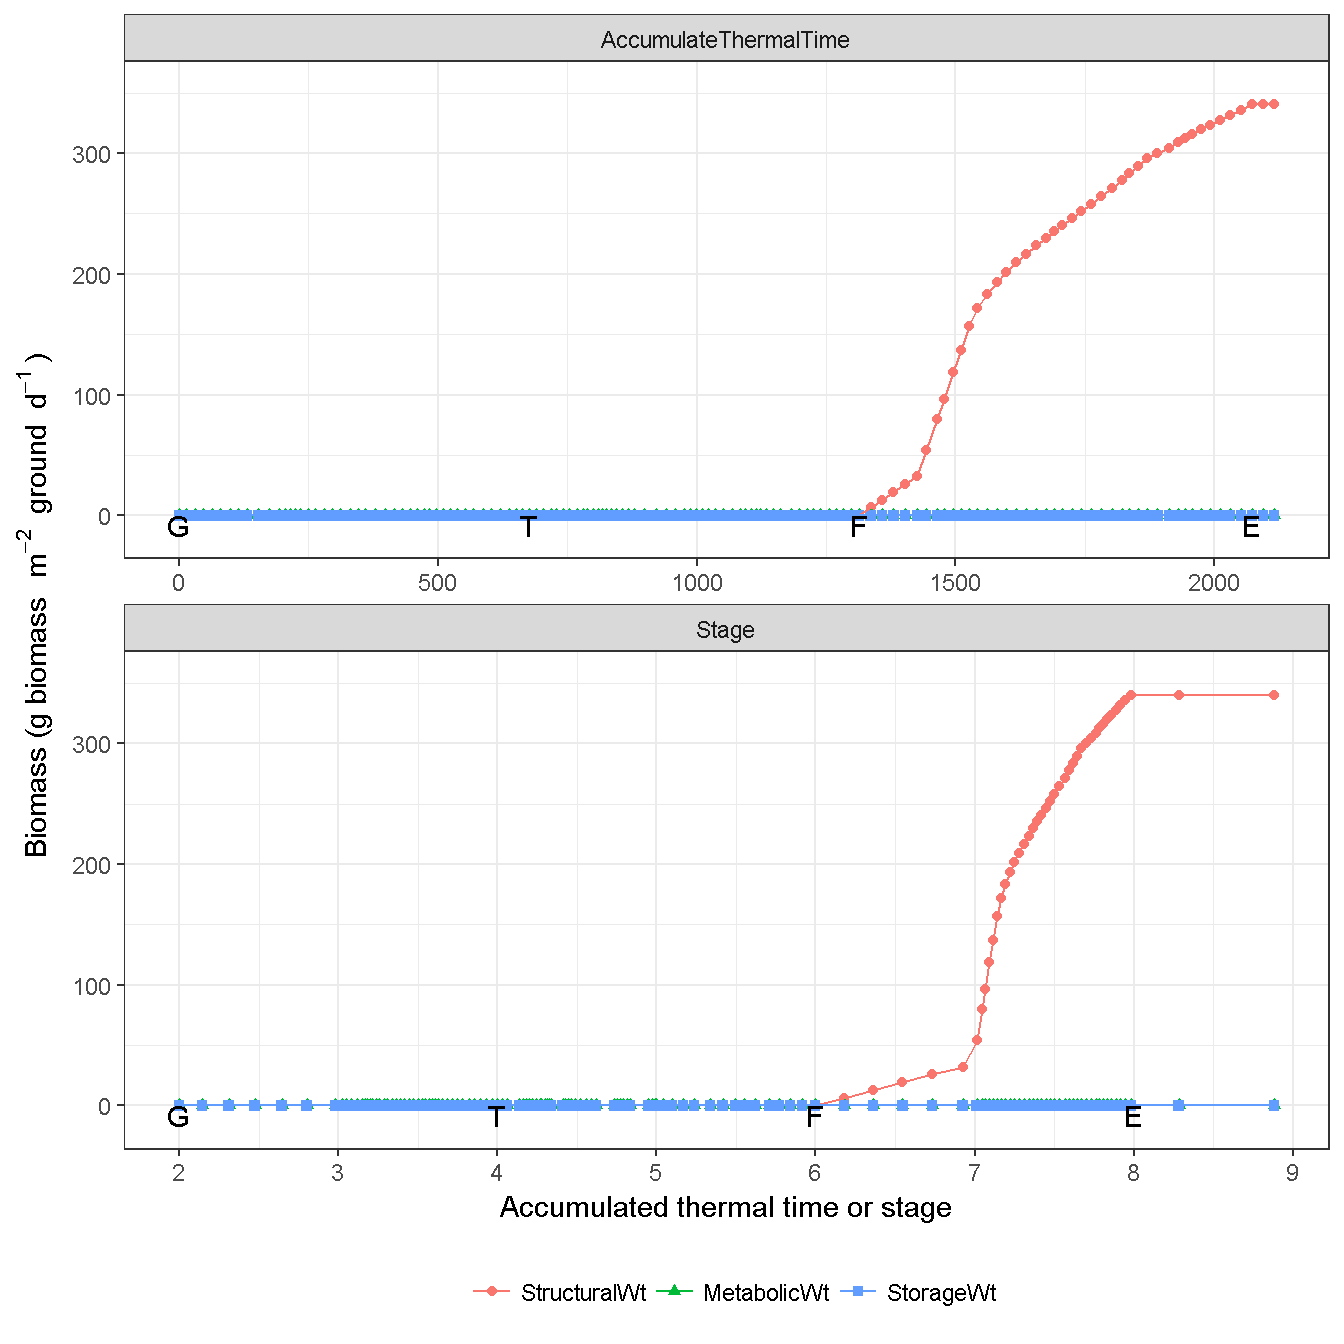 AccumulateThermalTime
300
200
100
0
G T F E
0 500 1000 1500 2000
Biomass (g biomass m⁻² ground d⁻¹)
Stage
300
200
100
0
G T F E
2 3 4 5 6 7 8 9
Accumulated thermal time or stage
StructuralWt MetabolicWt StorageWt